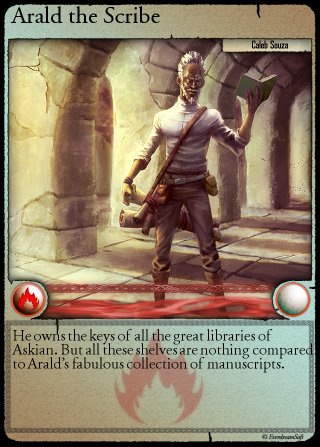 Arald the Scribe
Caleb Souza
He owns the keys of all the great libraries of
Askian. But all these shelves are nothing compared
to Arald's fabulous collection of manuscripts.
© EverdreamSoft